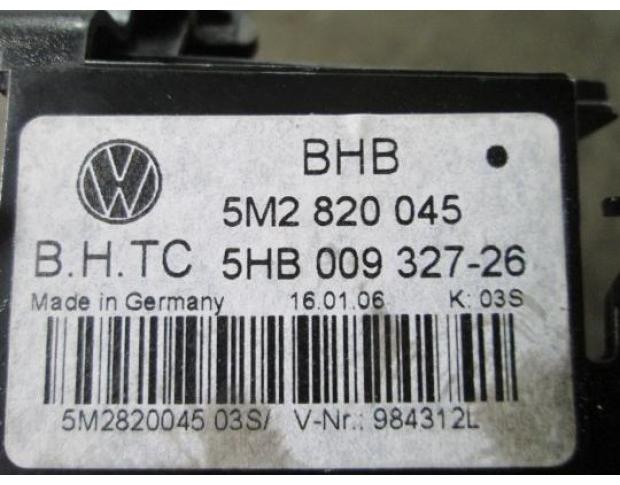 BHB
5M2 820 045
B.H.TC 5HB 009 327-26
Made in Germany 16.01.06 K: 03S
5M2820045 03S/ V-Nr.: 984312L